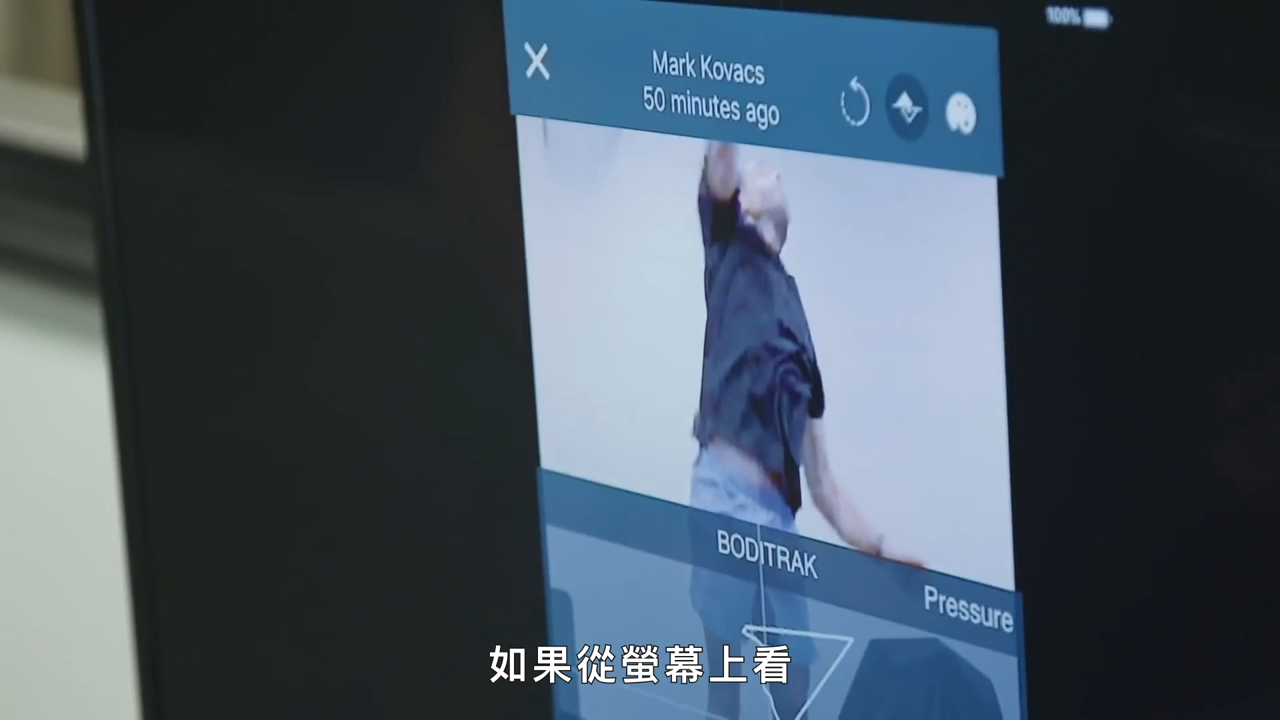 100%
Mark Kovacs
50 minutes ago
BODITRAK
Pressure
如果從螢幕上看